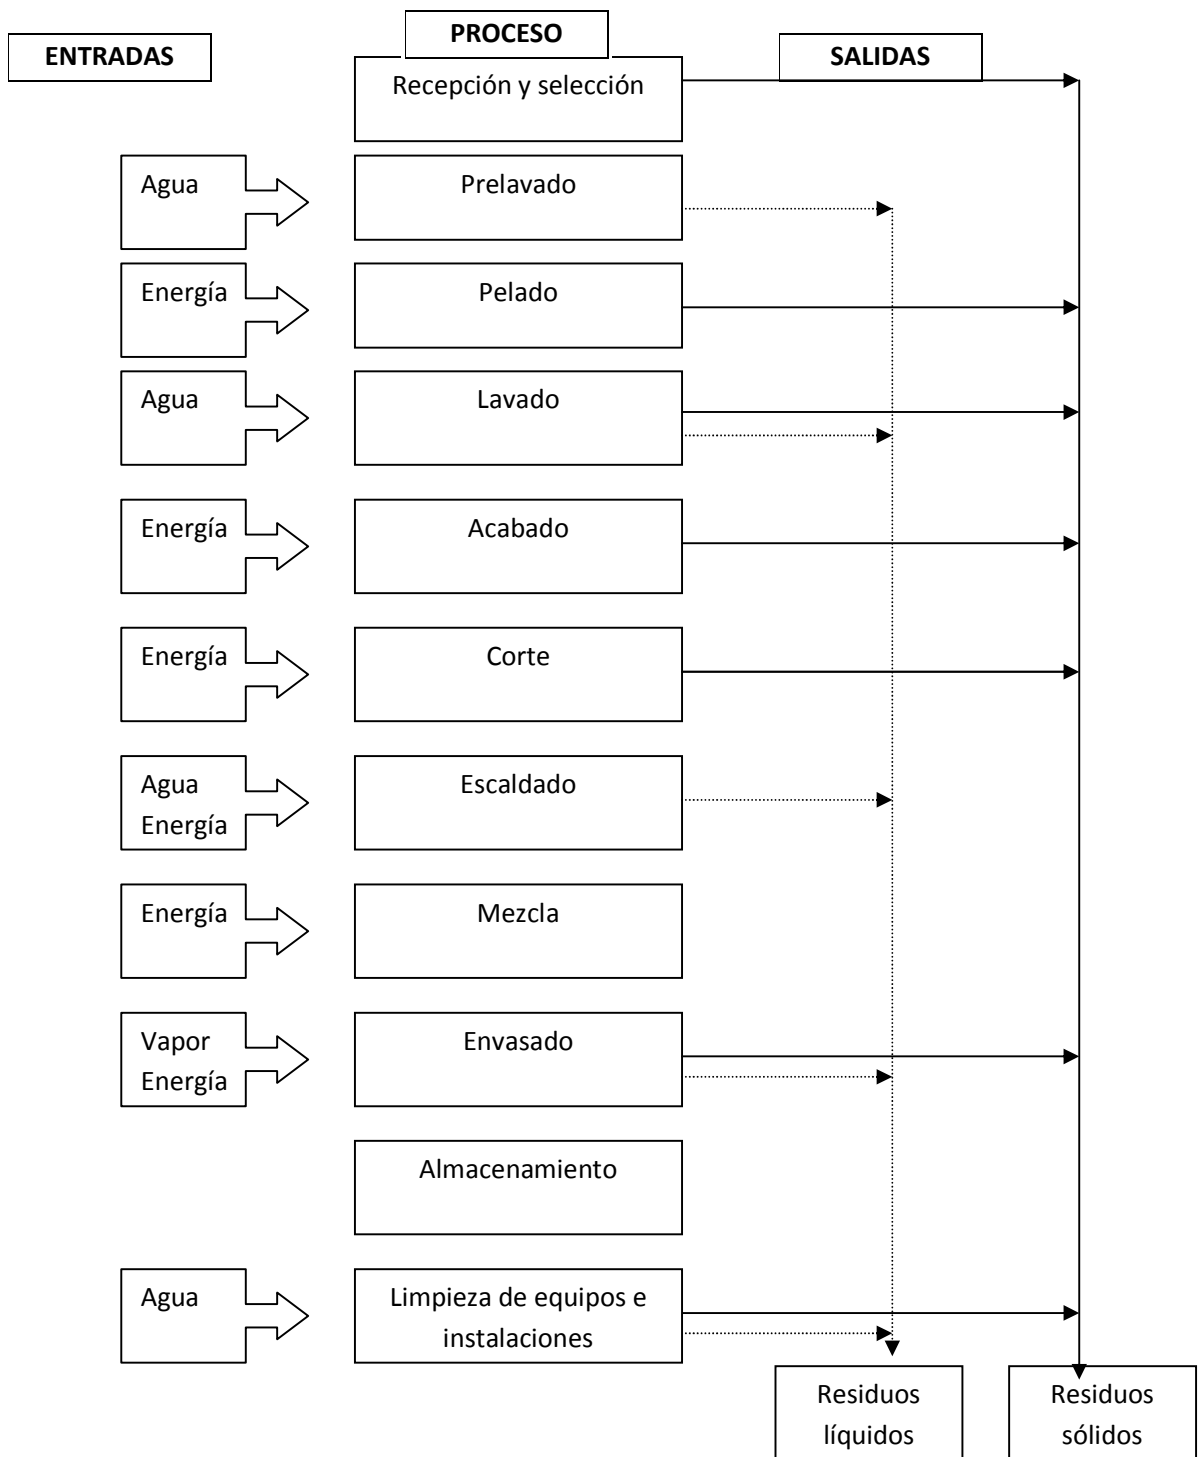 ENTRADAS
PROCESO
SALIDAS
Recepción y selección
Agua
Prelavado
Energía
Pelado
Agua
Lavado
Energía
Acabado
Energía
Corte
Agua
Energía
Escaldado
Energía
Mezcla
Vapor
Energía
Envasado
Almacenamiento
Agua
Limpieza de equipos e
instalaciones
Residuos
líquidos
Residuos
sólidos